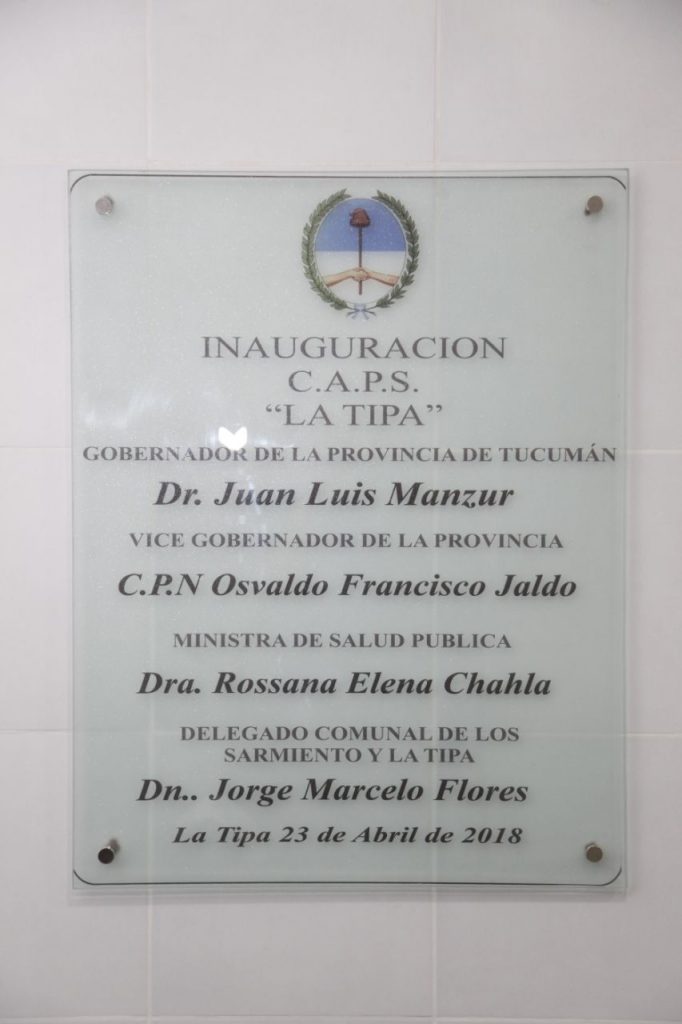 INAUGURACION
C.A.P.S.
“LA TIPA”
GOBERNADOR DE LA PROVINCIA DE TUCUMÁN
Dr. Juan Luis Manzur
VICE GOBERNADOR DE LA PROVINCIA
C.P.N Osvaldo Francisco Jaldo
MINISTRA DE SALUD PUBLICA
Dra. Rossana Elena Chahla
DELEGADO COMUNAL DE LOS
SARMIENTO Y LA TIPA
Dn.. Jorge Marcelo Flores
La Tipa 23 de Abril de 2018